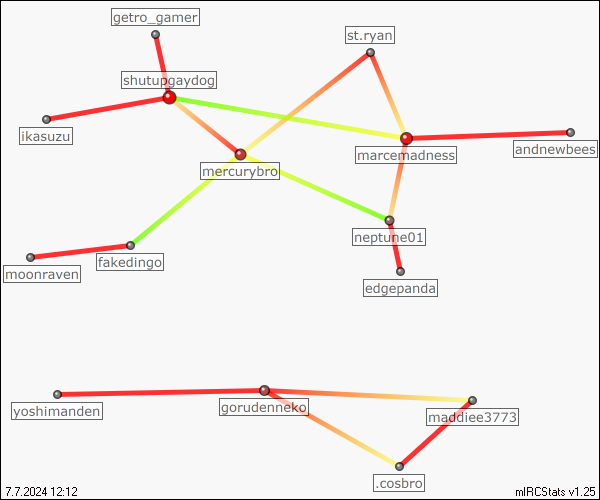 getro_gamer
st.ryan
shutupgaydog
ikasuzu
marcemadness
andnewbees
mercurybro
neptune01
fakedingo
moonraven
edgepanda
yoshimanden
gorudenneko
maddiee3773
.cosbro
7.7.2024 12:12
mIRCStats v1.25